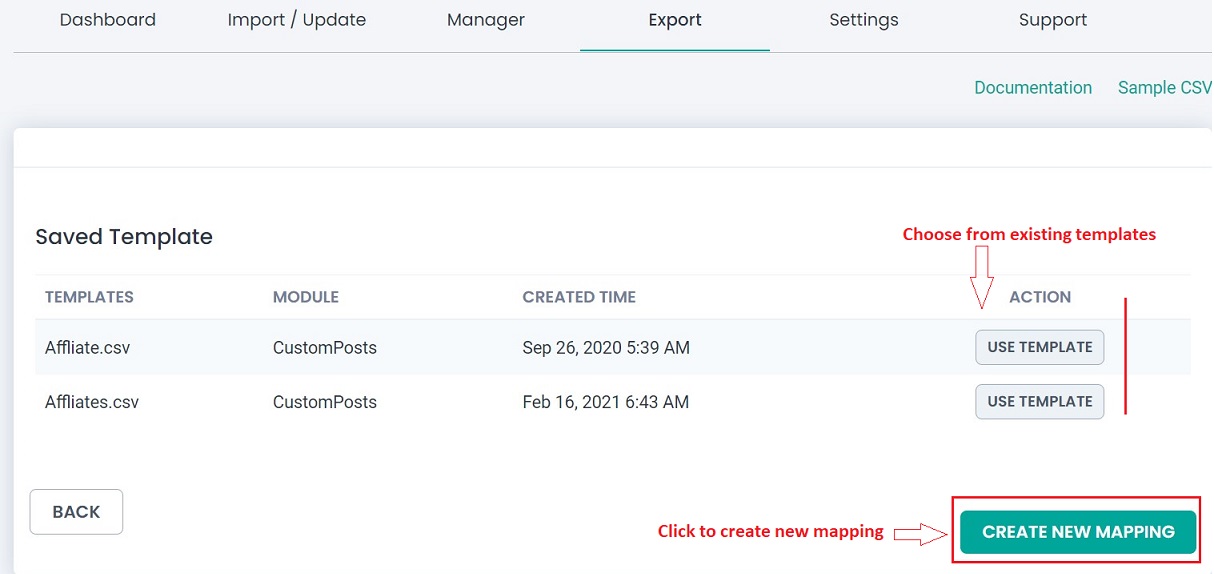 Dashboard Import / Update Manager Export Settings Support
Documentation Sample CSV
Saved Template
Choose from existing templates
TEMPLATES MODULE CREATED TIME ACTION
Affliate.csv CustomPosts Sep 26, 2020 5:39 AM USE TEMPLATE
Affliates.csv CustomPosts Feb 16, 2021 6:43 AM USE TEMPLATE
BACK
Click to create new mapping CREATE NEW MAPPING